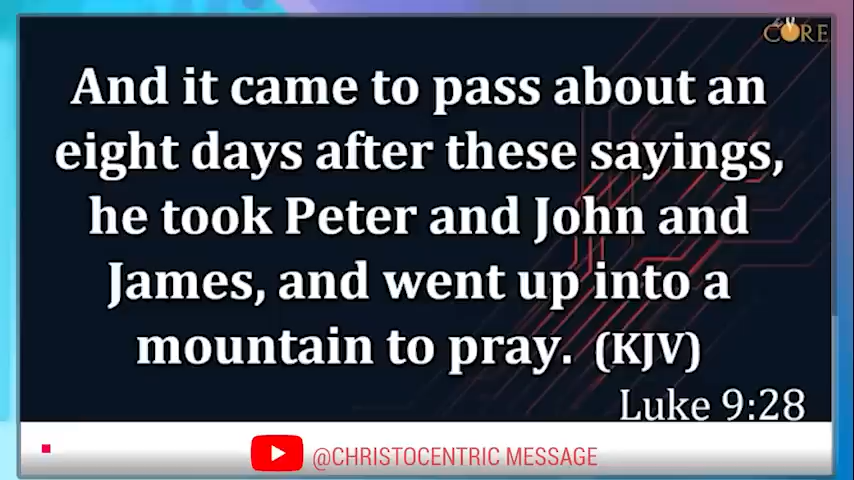 CORE
And it came to pass about an
eight days after these sayings,
he took Peter and John and
James, and went up into a
mountain to pray. (KJV)
Luke 9:28
@CHRISTOCENTRIC MESSAGE